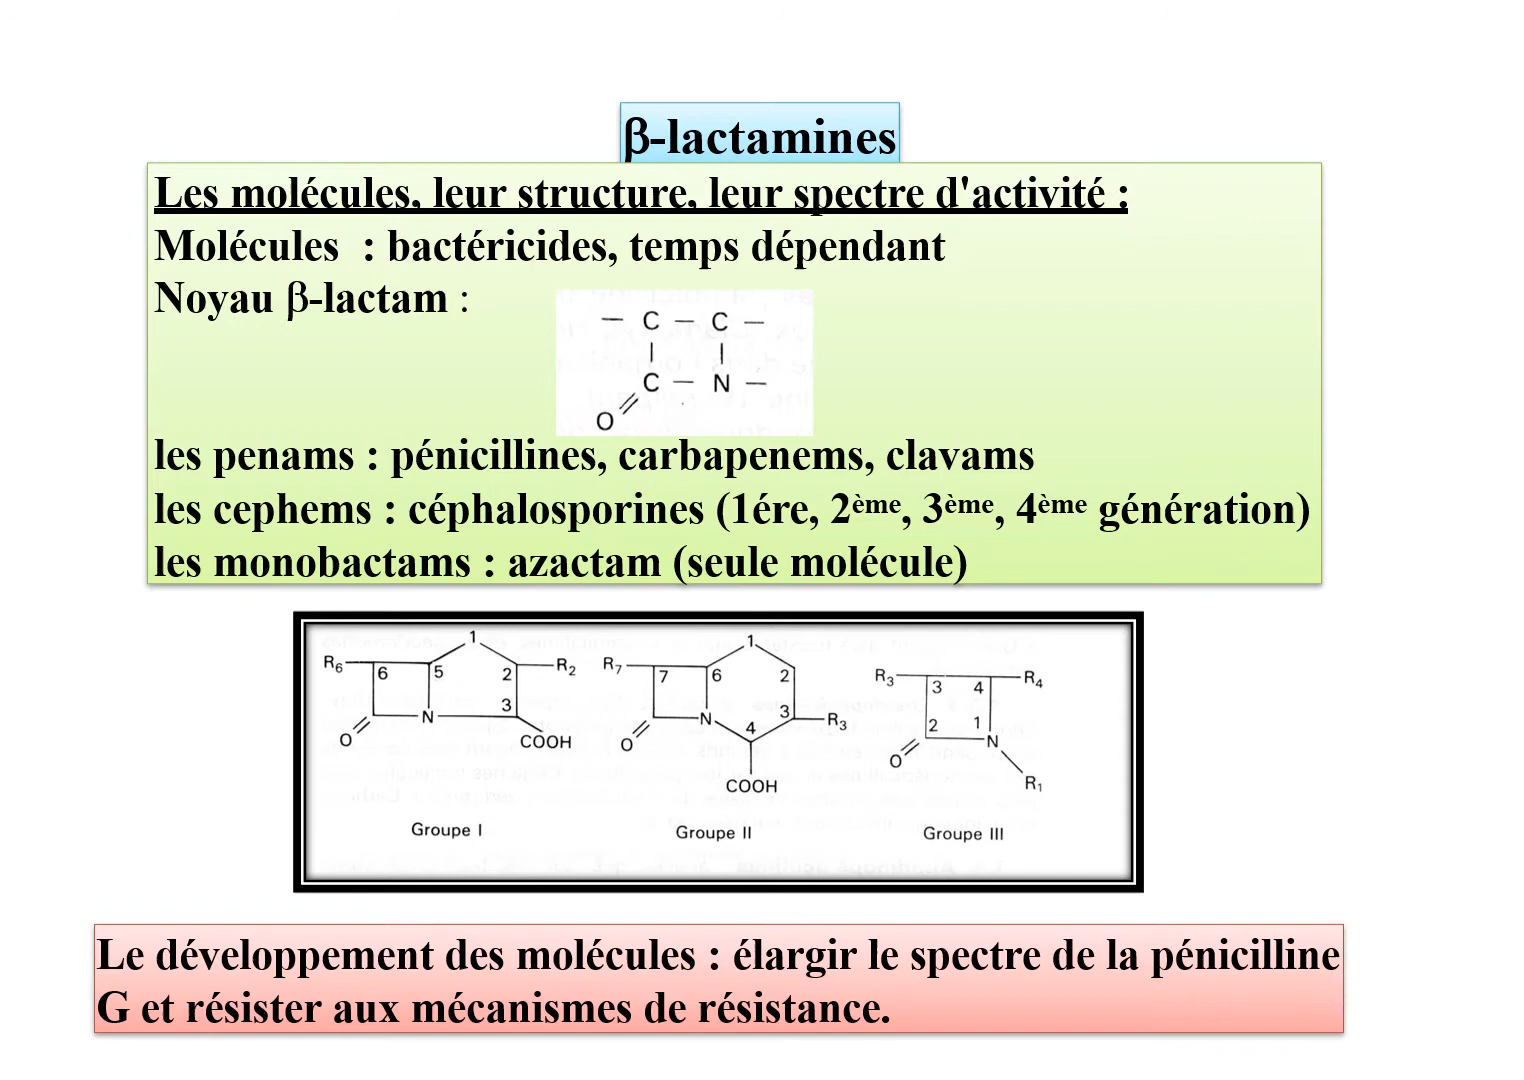 β-lactamines
Les molécules, leur structure, leur spectre d'activité :
Molécules : bactéricides, temps dépendant
Noyau β-lactam :
— C — C —
| |
C — N —
O
les penams : pénicillines, carbapenems, clavams
les cephems : céphalosporines (1ére, 2ème, 3ème, 4ème génération)
les monobactams : azactam (seule molécule)
R6 6 5 1 2 R2 3 N O COOH
Groupe I
R7 7 6 1 2 3 R3 4 N O COOH
Groupe II
R3 3 4 R4 2 1 N O R1
Groupe III
Le développement des molécules : élargir le spectre de la pénicilline
G et résister aux mécanismes de résistance.